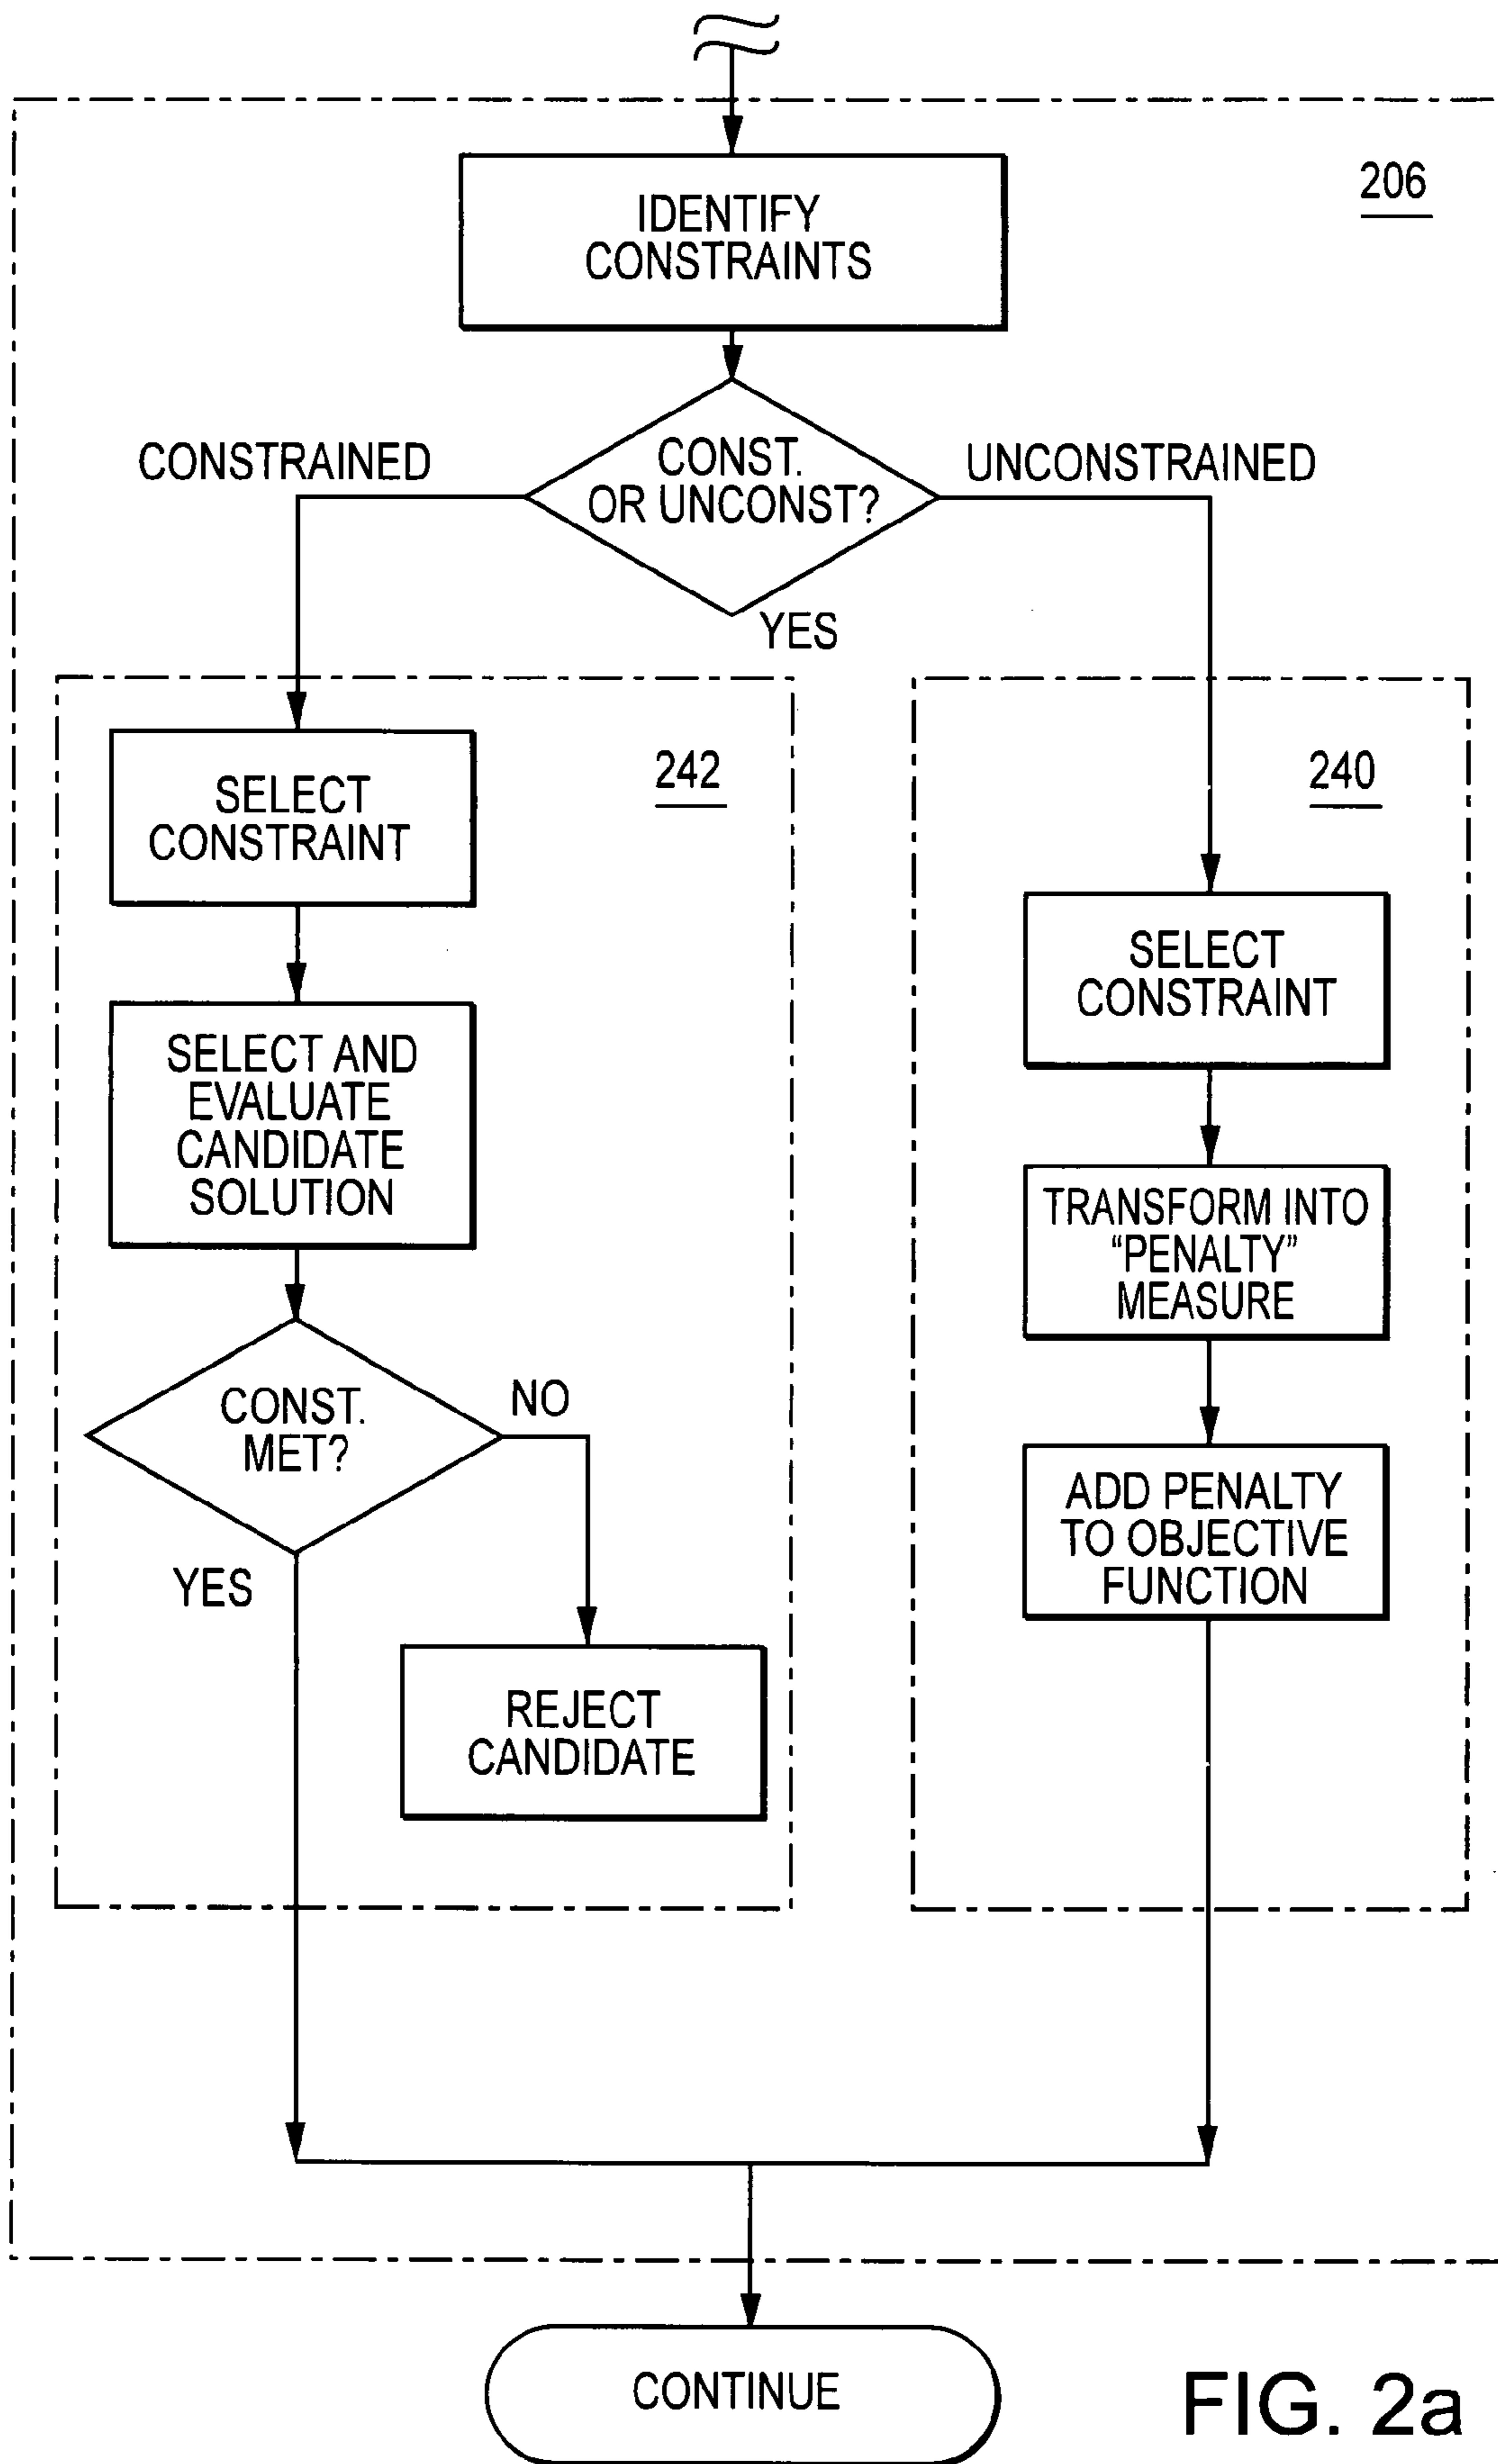 206
IDENTIFY
CONSTRAINTS
CONSTRAINED
CONST.
OR UNCONST?
UNCONSTRAINED
YES
242
SELECT
CONSTRAINT
SELECT AND
EVALUATE
CANDIDATE
SOLUTION
CONST.
MET?
NO
YES
REJECT
CANDIDATE
240
SELECT
CONSTRAINT
TRANSFORM INTO
“PENALTY”
MEASURE
ADD PENALTY
TO OBJECTIVE
FUNCTION
CONTINUE
FIG. 2a